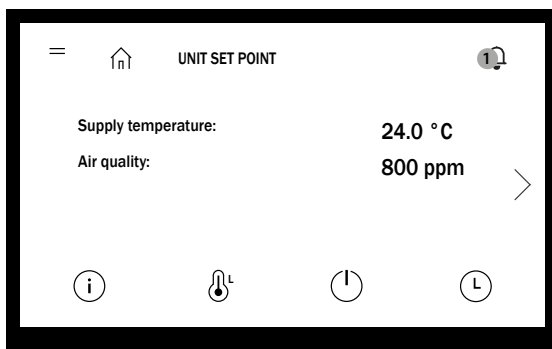 UNIT SET POINT
1
Supply temperature: 24.0 °C
Air quality: 800 ppm
i
L
L